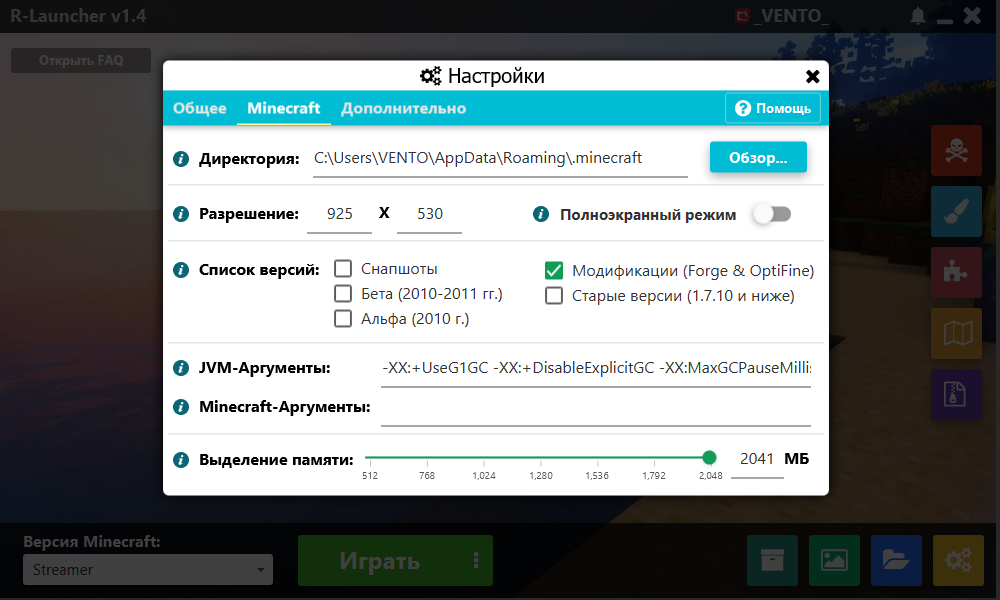 R-Launcher v1.4
_VENTO_
Открыть FAQ
Настройки
Общее Minecraft Дополнительно Помощь
Директория: C:\Users\VENTO\AppData\Roaming\.minecraft Обзор...
Разрешение: 925 X 530 Полноэкранный режим
Список версий: Снапшоты Модификации (Forge & OptiFine)
Бета (2010-2011 гг.) Старые версии (1.7.10 и ниже)
Альфа (2010 г.)
JVM-Аргументы: -XX:+UseG1GC -XX:+DisableExplicitGC -XX:MaxGCPauseMillis
Minecraft-Аргументы:
Выделение памяти: 2041 МБ
512 768 1,024 1,280 1,536 1,792 2,048
Версия Minecraft:
Streamer
Играть